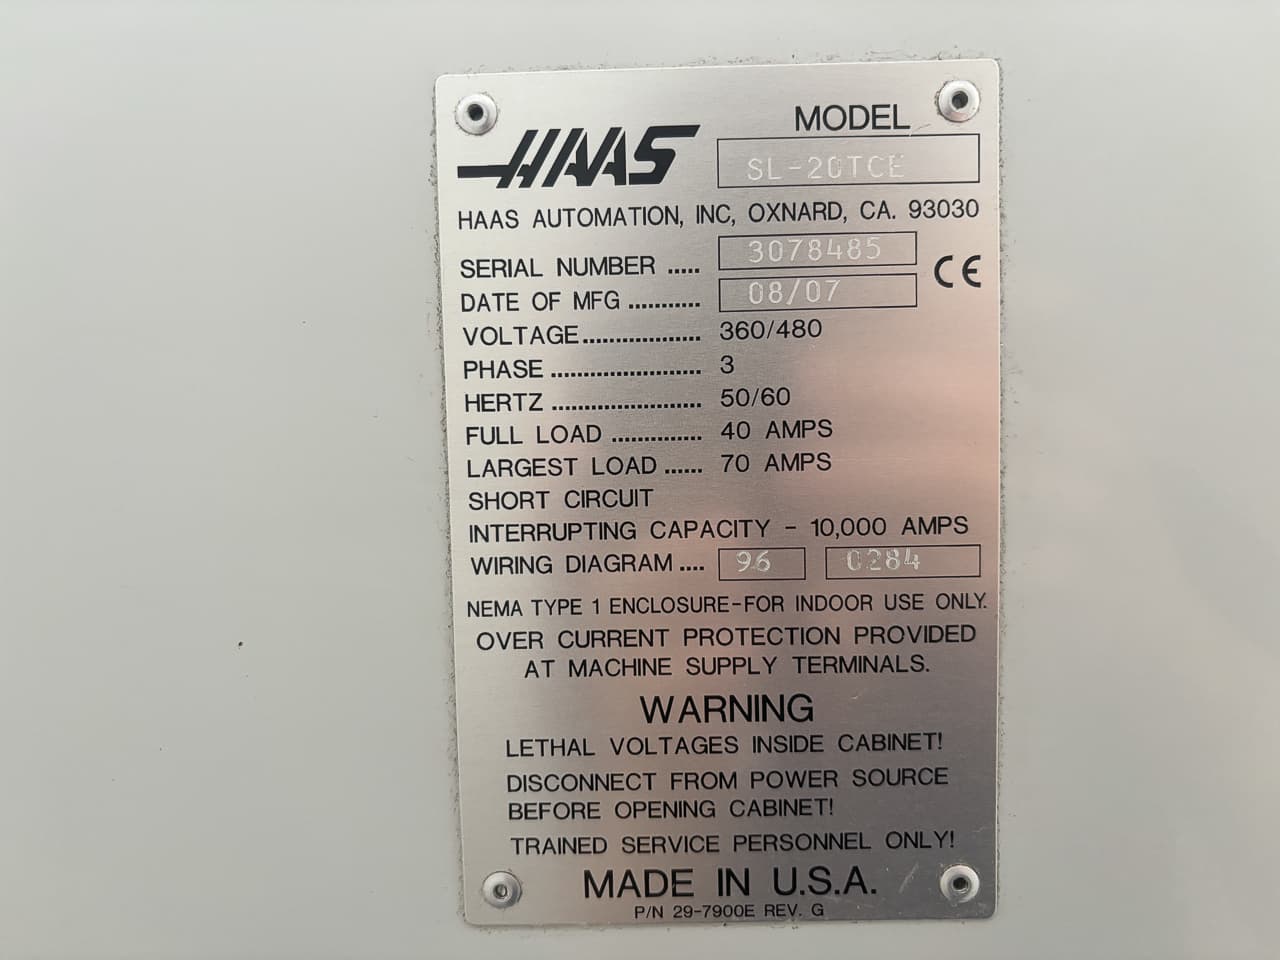 HAAS
MODEL
SL-20TCE
HAAS AUTOMATION, INC, OXNARD, CA. 93030
SERIAL NUMBER ..... 3078485
CE
DATE OF MFG ........... 08/07
VOLTAGE.................. 360/480
PHASE ....................... 3
HERTZ ....................... 50/60
FULL LOAD .............. 40 AMPS
LARGEST LOAD ...... 70 AMPS
SHORT CIRCUIT
INTERRUPTING CAPACITY - 10,000 AMPS
WIRING DIAGRAM .... 96 0284
NEMA TYPE 1 ENCLOSURE-FOR INDOOR USE ONLY.
OVER CURRENT PROTECTION PROVIDED
AT MACHINE SUPPLY TERMINALS.
WARNING
LETHAL VOLTAGES INSIDE CABINET!
DISCONNECT FROM POWER SOURCE
BEFORE OPENING CABINET!
TRAINED SERVICE PERSONNEL ONLY!
MADE IN U.S.A.
P/N 29-7900E REV. G